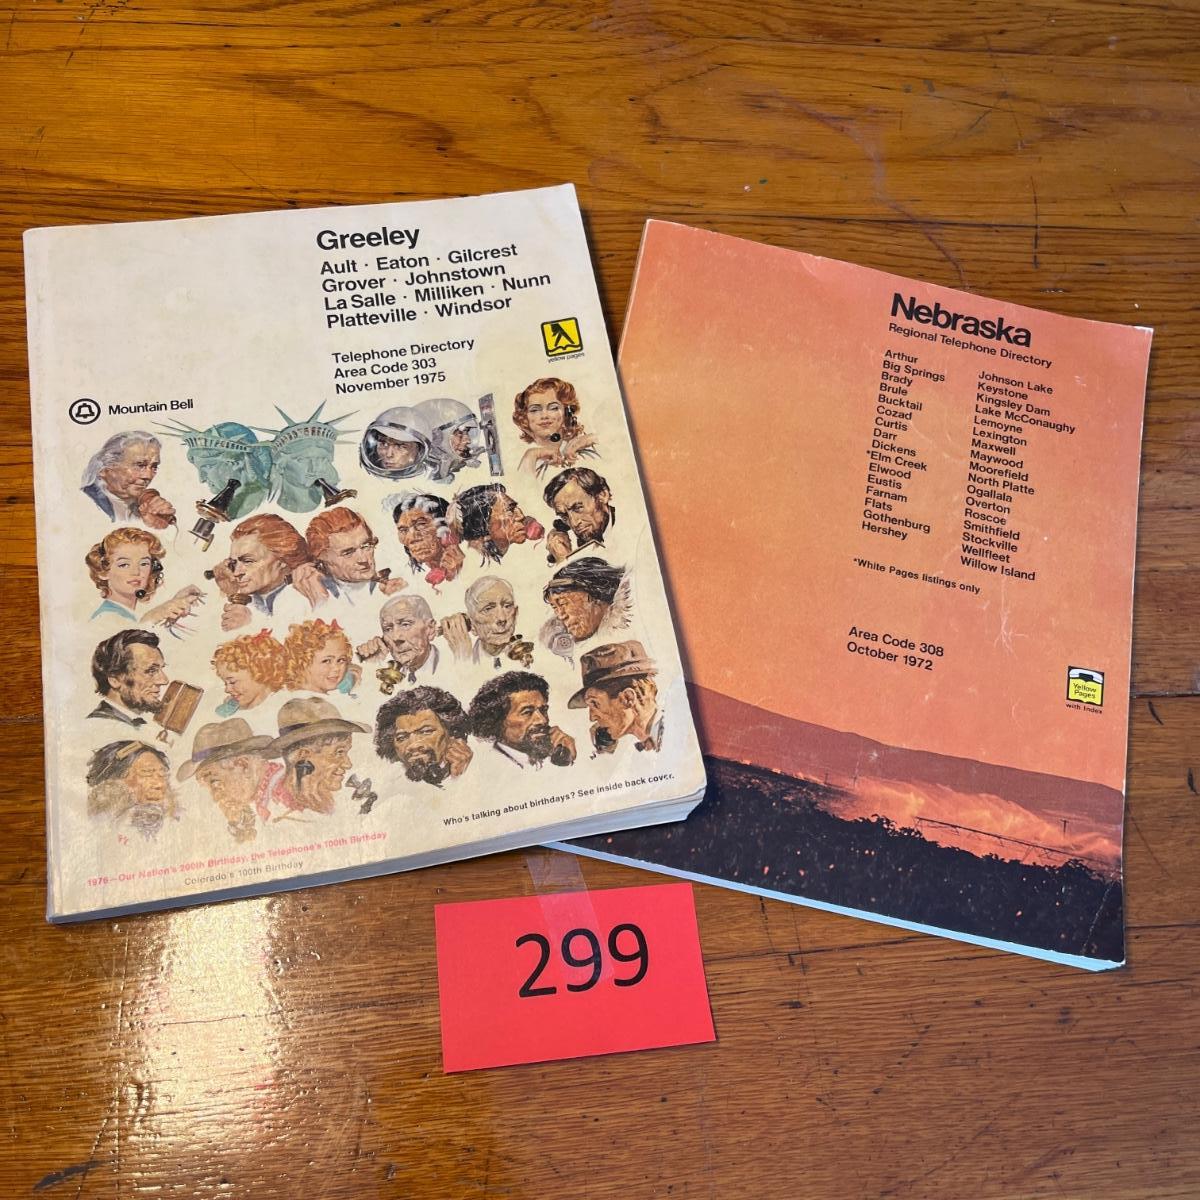 Greeley
Ault · Eaton · Gilcrest
Grover · Johnstown
La Salle · Milliken · Nunn
Platteville · Windsor
Telephone Directory
Area Code 303
November 1975
yellow pages
Mountain Bell
Who's talking about birthdays? See inside back cover.
1976—Our Nation's 200th Birthday, the Telephone's 100th Birthday
Colorado's 100th Birthday
Nebraska
Regional Telephone Directory
Arthur
Big Springs
Brady
Brule
Bucktail
Cozad
Curtis
Darr
Dickens
*Elm Creek
Elwood
Eustis
Farnam
Flats
Gothenburg
Hershey
Johnson Lake
Keystone
Kingsley Dam
Lake McConaughy
Lemoyne
Lexington
Maxwell
Maywood
Moorefield
North Platte
Ogallala
Overton
Roscoe
Smithfield
Stockville
Wellfleet
Willow Island
*White Pages listings only
Area Code 308
October 1972
Yellow
Pages
with Index
299